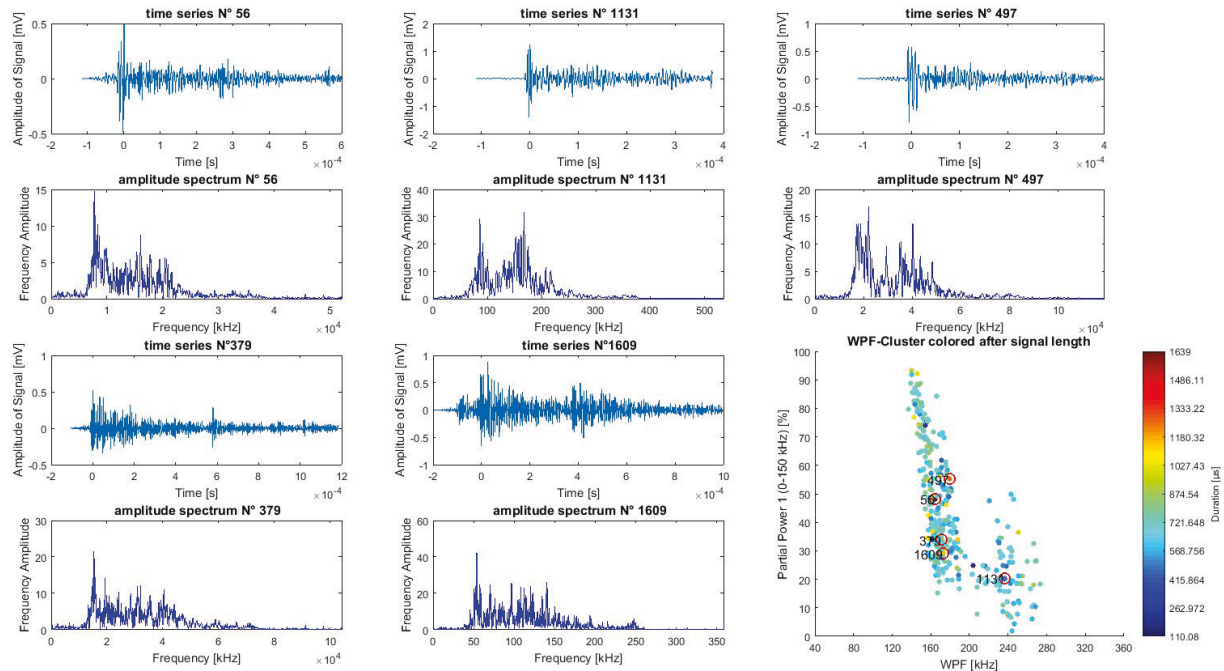 time series N° 56
Amplitude of Signal [mV]
0.5
0
-0.5
-2 -1 0 1 2 3 4 5 6
Time [s]
×10⁻⁴
time series N° 1131
Amplitude of Signal [mV]
2
1
0
-1
-2
-2 -1 0 1 2 3 4
Time [s]
×10⁻⁴
time series N° 497
Amplitude of Signal [mV]
1
0.5
0
-0.5
-1
-2 -1 0 1 2 3 4
Time [s]
×10⁻⁴
amplitude spectrum N° 56
Frequency Amplitude
15
10
5
0
0 1 2 3 4 5
Frequency [kHz]
×10⁴
amplitude spectrum N° 1131
Frequency Amplitude
40
30
20
10
0
0 100 200 300 400 500
Frequency [kHz]
amplitude spectrum N° 497
Frequency Amplitude
20
15
10
5
0
0 2 4 6 8 10
Frequency [kHz]
×10⁴
time series N°379
Amplitude of Signal [mV]
1
0.5
0
-0.5
-2 0 2 4 6 8 10 12
Time [s]
×10⁻⁴
time series N°1609
Amplitude of Signal [mV]
1
0.5
0
-0.5
-1
-2 0 2 4 6 8 10
Time [s]
×10⁻⁴
amplitude spectrum N° 379
Frequency Amplitude
30
20
10
0
0 2 4 6 8 10
Frequency [kHz]
×10⁴
amplitude spectrum N° 1609
Frequency Amplitude
60
40
20
0
0 50 100 150 200 250 300 350
Frequency [kHz]
WPF-Cluster colored after signal length
Partial Power 1 (0-150 kHz) [%]
100
90
80
70
60
50
40
30
20
10
0
497
56
379
1609
1131
40 80 120 160 200 240 280 320 360
WPF [kHz]
1639
1486.11
1333.22
1180.32
1027.43
874.54
721.648
568.756
415.864
262.972
110.08
Duration [µs]